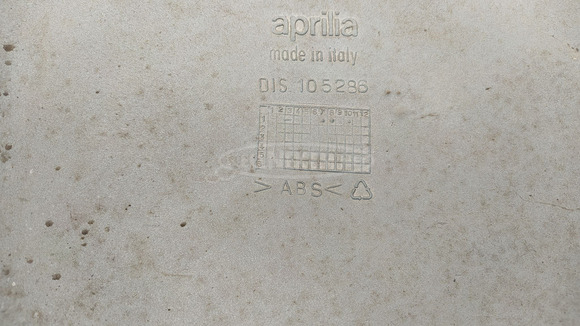 aprilia
made in italy
DIS. 105286
> ABS <